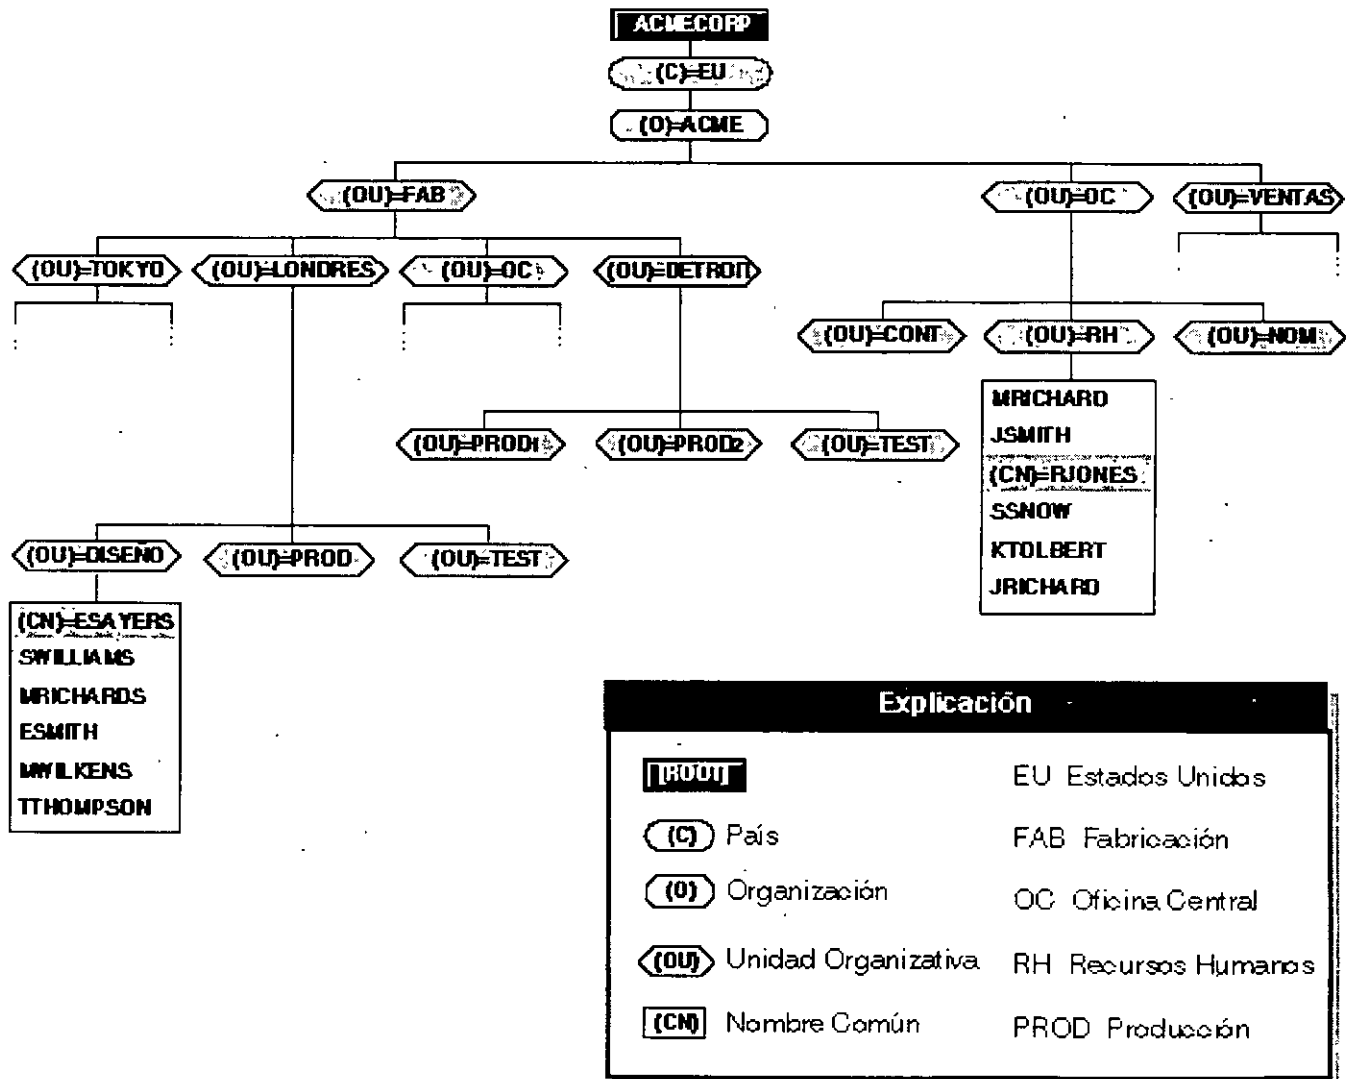 ACMECORP
(C)=EU
(O)=ACME
(OU)=FAB
(OU)=OC
(OU)=VENTAS
(OU)=TOKYO
(OU)=LONDRES
(OU)=OC
(OU)=DETROIT
(OU)=CONT
(OU)=RH
(OU)=NOM
MRICHARD
JSMITH
(CN)=RJONES
SSNOW
KTOLBERT
JRICHARD
(OU)=PROD1
(OU)=PROD2
(OU)=TEST
(OU)=DISEÑO
(OU)=PROD
(OU)=TEST
(CN)=ESAYERS
SWILLIAMS
MRICHARDS
ESMITH
MWILKENS
TTHOMPSON
Explicación
[ROOT]
EU Estados Unidos
(C) País
FAB Fabricación
(O) Organización
OC Oficina Central
(OU) Unidad Organizativa
RH Recursos Humanos
(CN) Nombre Común
PROD Producción